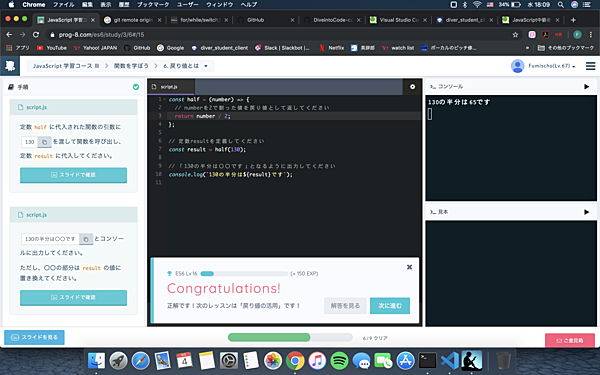 Chrome ファイル 編集 表示 履歴 ブックマーク ユーザー ウィンドウ ヘルプ
34% 水 18:09
JavaScript 学習コ
git remote origin
for/while/switch
GitHub
DiveintoCode-co
Visual Studio Co
diver_student_cli
JavaScript中級の
prog-8.com/es6/study/3/6#/15
アプリ YouTube Yahoo! JAPAN GitHub Slack | Slackbot | Netflix 英辞郎 watch list ボーカルのピッチ修... diver_student_clie... その他のブックマーク
JavaScript 学習コース III 関数を学ぼう 6. 戻り値とは
Fumischo(Lv.67)
手順
script.js
定数 half に代入された関数の引数に
130 を渡して関数を呼び出し、
定数 result に代入してください。
スライドで確認
script.js
130の半分は〇〇です とコンソー
ルに出力してください。
ただし、〇〇の部分は result の値に
置き換えてください。
スライドで確認
スライドを見る
script.js
1 const half = (number) => {
2 // numberを2で割った値を戻り値として返してください
3 return number / 2;
4 };
5
6 // 定数resultを定義してください
7 const result = half(130);
8
9 // 「130の半分は〇〇です」となるように出力してください
10 console.log(`130の半分は${result}です`);
11
ES6 Lv.16 (+ 150 EXP)
Congratulations!
正解です！次のレッスンは「戻り値の活用」です！
解答を見る
次に進む
6/9 クリア
コンソール
130の半分は65です
見本
ご意見箱